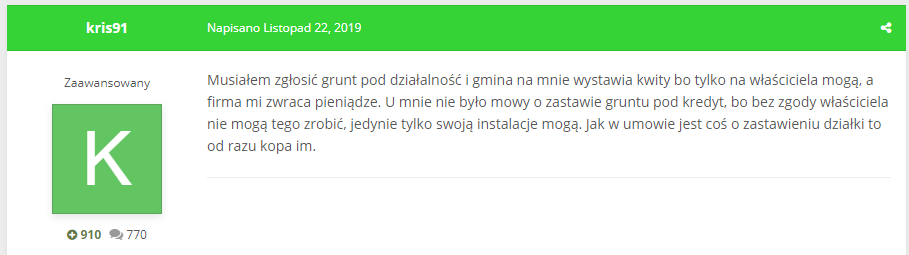 kris91
Napisano Listopad 22, 2019
Zaawansowany
K
910 770
Musiałem zgłosić grunt pod działalność i gmina na mnie wystawia kwity bo tylko na właściciela mogą, a
firma mi zwraca pieniądze. U mnie nie było mowy o zastawie gruntu pod kredyt, bo bez zgody właściciela
nie mogą tego zrobić, jedynie tylko swoją instalacje mogą. Jak w umowie jest coś o zastawieniu działki to
od razu kopa im.